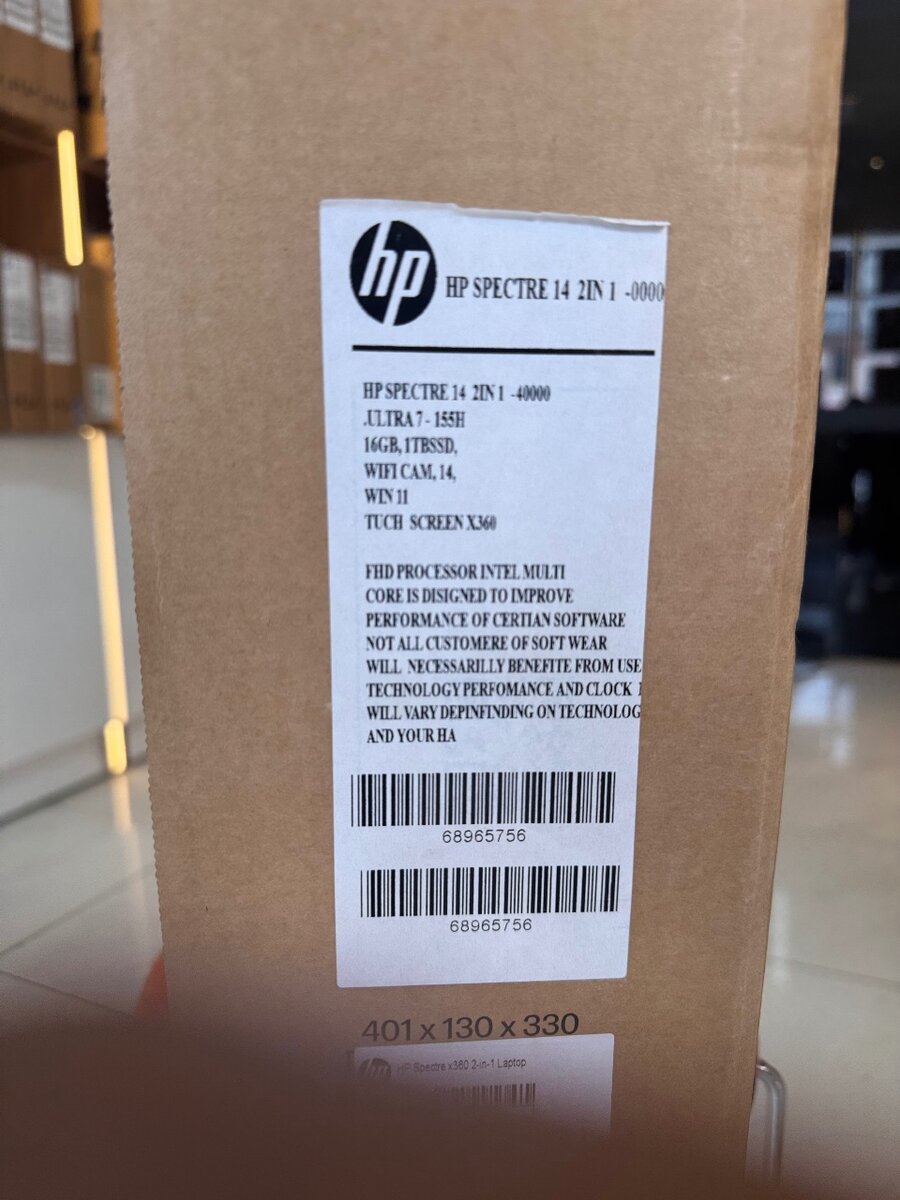 hp
HP SPECTRE 14 2IN 1 -0000
HP SPECTRE 14 2IN 1 -40000
.ULTRA 7 - 155H
16GB, 1TBSSD,
WIFI CAM, 14,
WIN 11
TUCH SCREEN X360
FHD PROCESSOR INTEL MULTI
CORE IS DISIGNED TO IMPROVE
PERFORMANCE OF CERTIAN SOFTWARE
NOT ALL CUSTOMERE OF SOFT WEAR
WILL NECESSARILLY BENEFITE FROM USE
TECHNOLOGY PERFOMANCE AND CLOCK
WILL VARY DEPINFINDING ON TECHNOLOG
AND YOUR HA
68965756
68965756
401 x 130 x 330
hp HP Spectre x360 2-in-1 Laptop